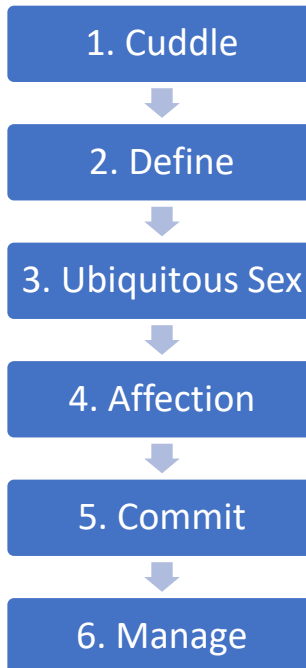 1. Cuddle
2. Define
3. Ubiquitous Sex
4. Affection
5. Commit
6. Manage